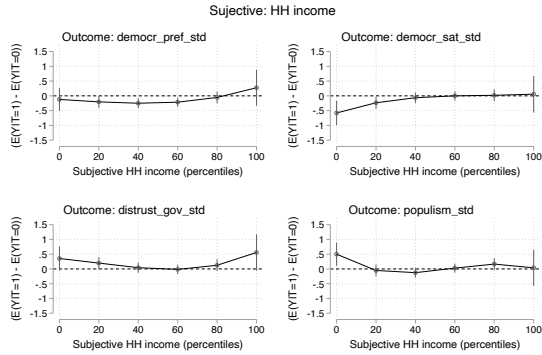 Sujective: HH income
Outcome: democr_pref_std
(E(Y|T=1) - E(Y|T=0))
1.5
1
.5
0
-.5
-1
-1.5
0 20 40 60 80 100
Subjective HH income (percentiles)
Outcome: democr_sat_std
(E(Y|T=1) - E(Y|T=0))
1.5
1
.5
0
-.5
-1
-1.5
0 20 40 60 80 100
Subjective HH income (percentiles)
Outcome: distrust_gov_std
(E(Y|T=1) - E(Y|T=0))
1.5
1
.5
0
-.5
-1
-1.5
0 20 40 60 80 100
Subjective HH income (percentiles)
Outcome: populism_std
(E(Y|T=1) - E(Y|T=0))
1.5
1
.5
0
-.5
-1
-1.5
0 20 40 60 80 100
Subjective HH income (percentiles)